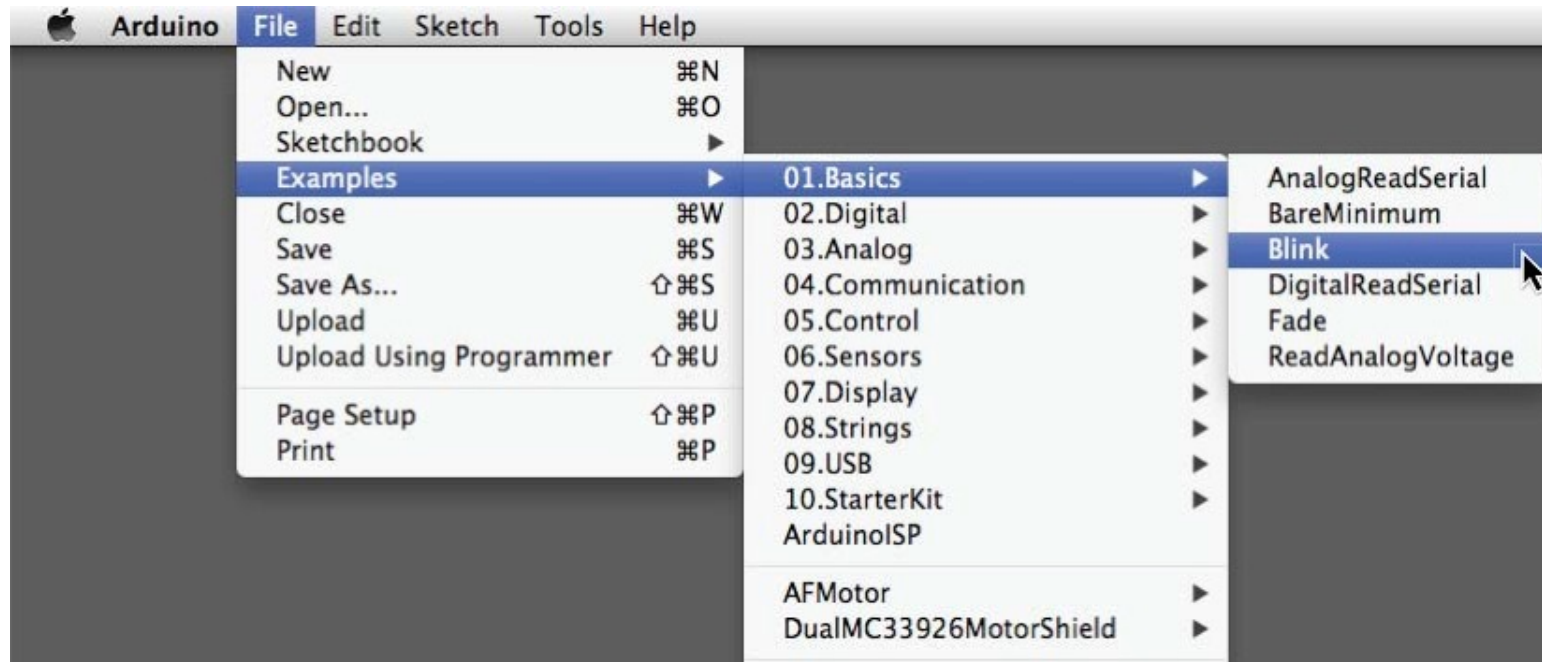 Arduino File Edit Sketch Tools Help
New ⌘N
Open... ⌘O
Sketchbook ▶
Examples ▶
Close ⌘W
Save ⌘S
Save As... ⇧⌘S
Upload ⌘U
Upload Using Programmer ⇧⌘U
Page Setup ⇧⌘P
Print ⌘P
01.Basics ▶
02.Digital ▶
03.Analog ▶
04.Communication ▶
05.Control ▶
06.Sensors ▶
07.Display ▶
08.Strings ▶
09.USB ▶
10.StarterKit ▶
ArduinoISP
AFMotor ▶
DualMC33926MotorShield ▶
AnalogReadSerial
BareMinimum
Blink
DigitalReadSerial
Fade
ReadAnalogVoltage